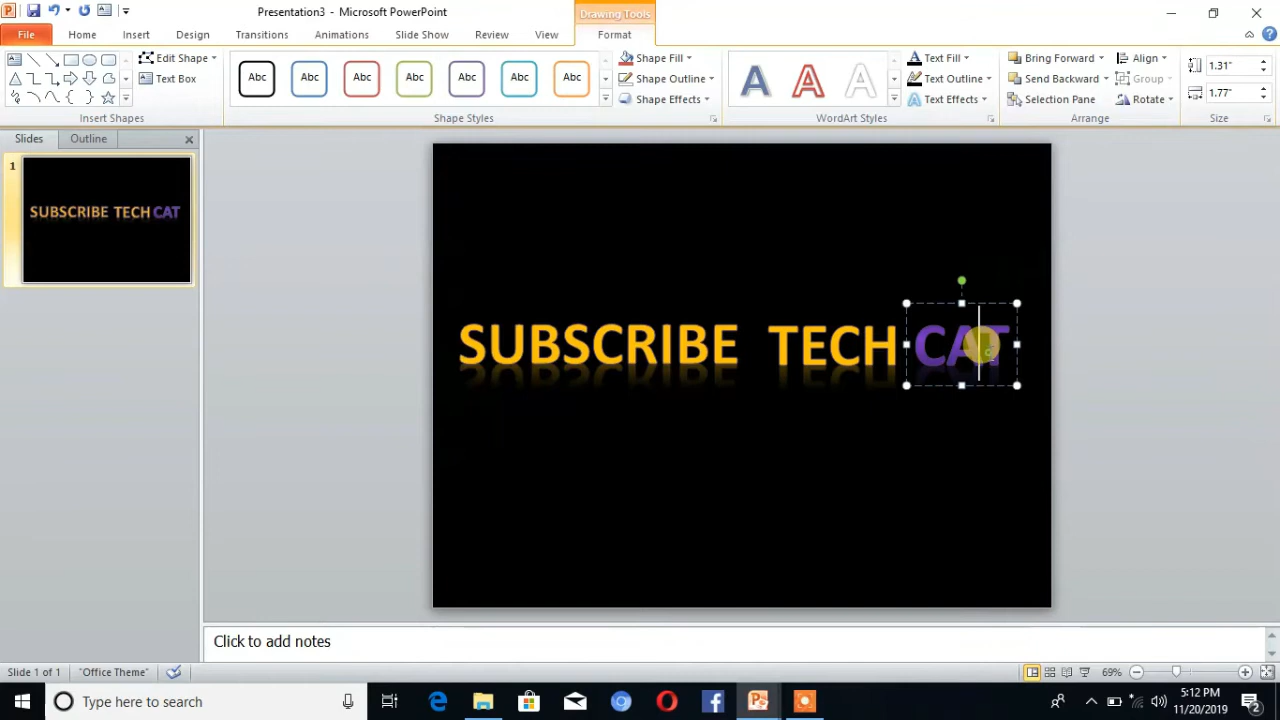 Presentation3 - Microsoft PowerPoint
Drawing Tools
File Home Insert Design Transitions Animations Slide Show Review View Format
Edit Shape
Text Box
Insert Shapes
Abc Abc Abc Abc Abc Abc Abc
Shape Fill
Shape Outline
Shape Effects
Shape Styles
A A A
Text Fill
Text Outline
Text Effects
WordArt Styles
Bring Forward
Send Backward
Selection Pane
Align
Group
Rotate
Arrange
1.31"
1.77"
Size
Slides Outline
1
SUBSCRIBE TECH CAT
SUBSCRIBE TECH CAT
Click to add notes
Slide 1 of 1 "Office Theme" 69%
Type here to search
5:12 PM
11/20/2019
2